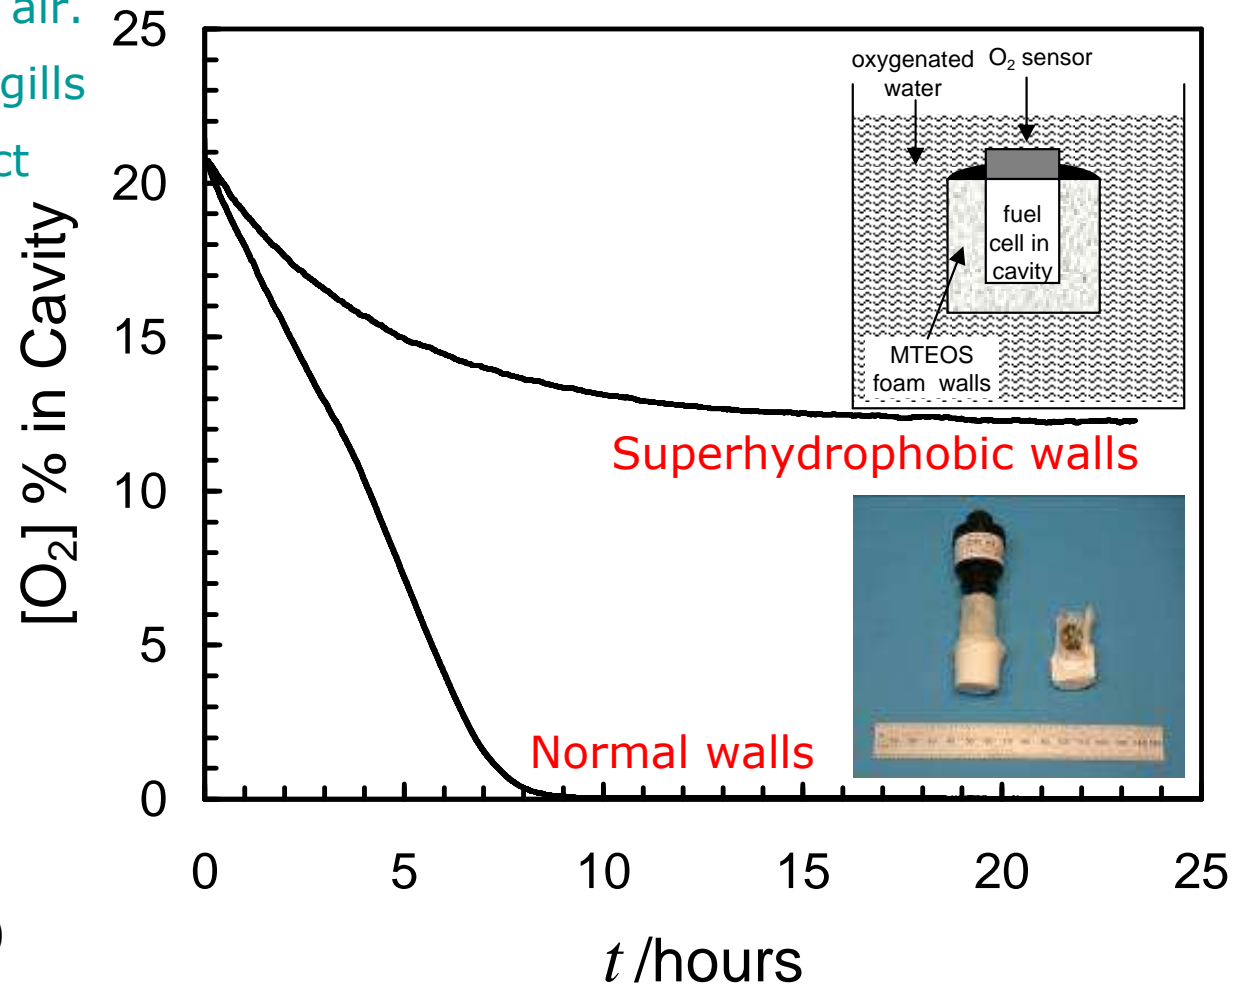 air.
gills
ct
25
20
15
10
5
0
[O₂] % in Cavity
oxygenated
water
O₂ sensor
fuel
cell in
cavity
MTEOS
foam walls
Superhydrophobic walls
Normal walls
0 5 10 15 20 25
t /hours
)